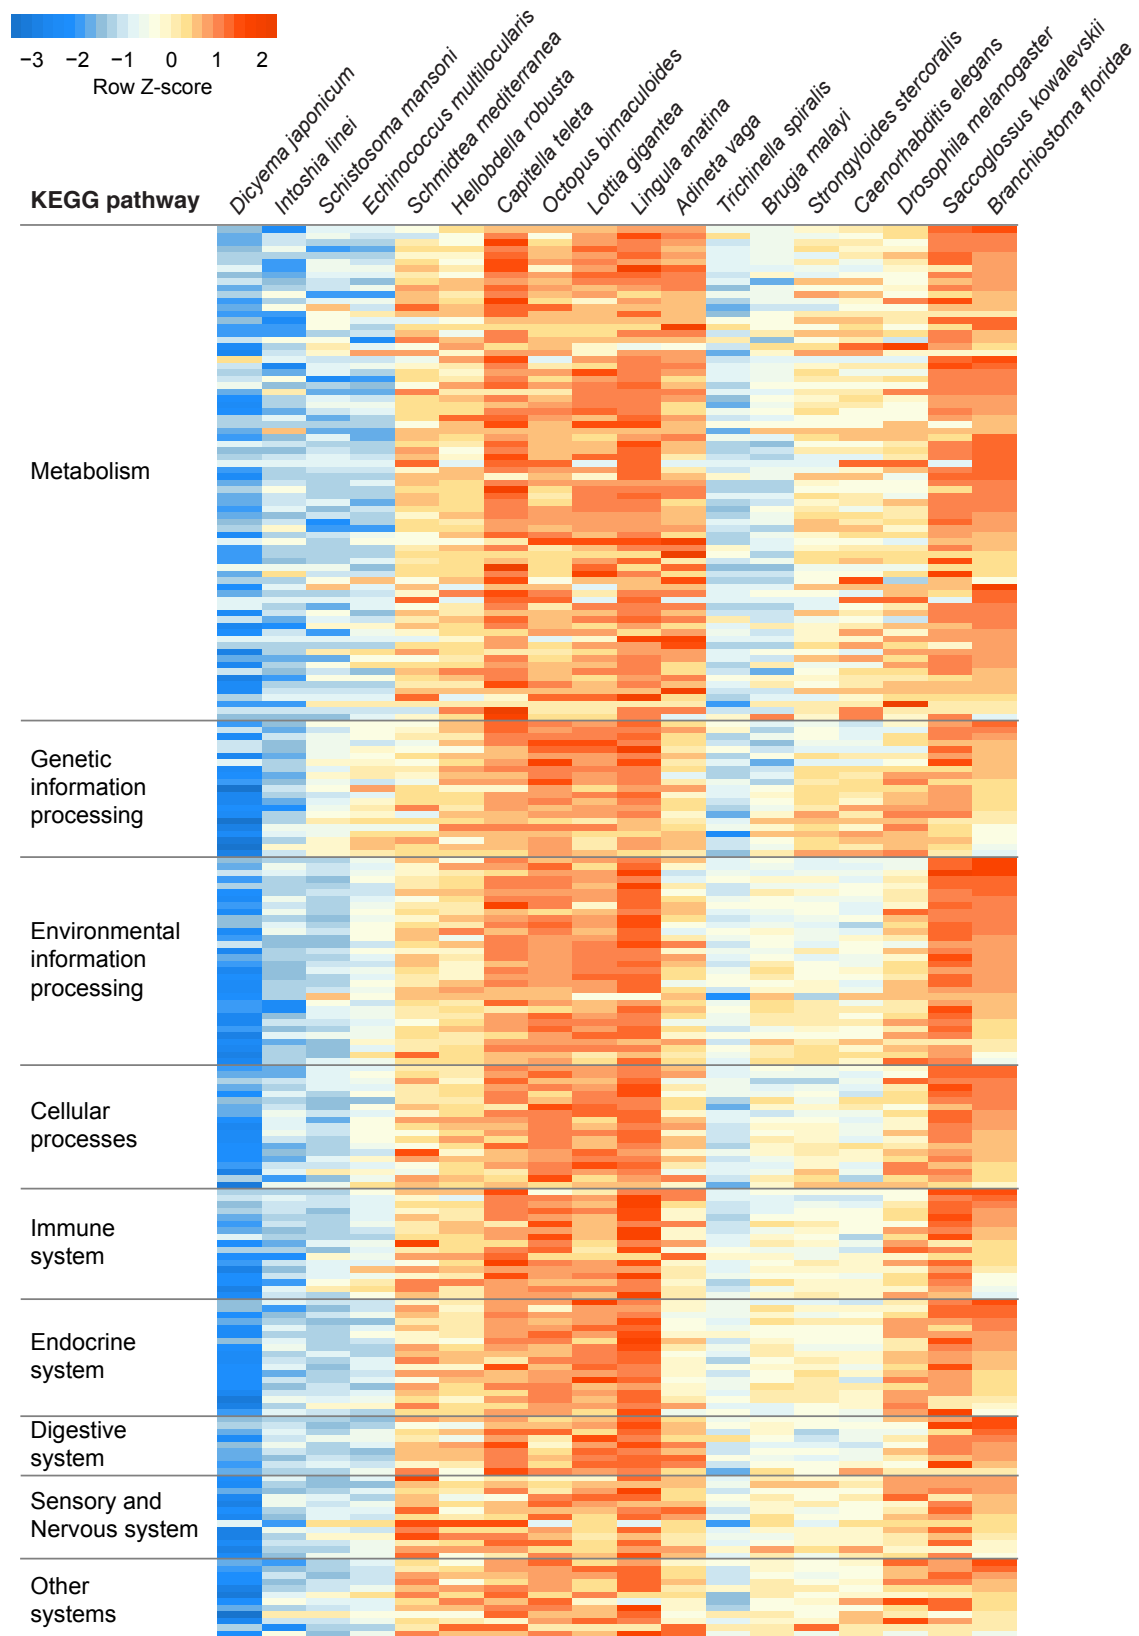 −3 −2 −1 0 1 2
Row Z-score
KEGG pathway
Dicyema japonicum
Intoshia linei
Schistosoma mansoni
Echinococcus multilocularis
Schmidtea mediterranea
Hellobdella robusta
Capitella teleta
Octopus bimaculoides
Lottia gigantea
Lingula anatina
Adineta vaga
Trichinella spiralis
Brugia malayi
Strongyloides stercoralis
Caenorhabditis elegans
Drosophila melanogaster
Saccoglossus kowalevskii
Branchiostoma floridae
Metabolism
Genetic
information
processing
Environmental
information
processing
Cellular
processes
Immune
system
Endocrine
system
Digestive
system
Sensory and
Nervous system
Other
systems